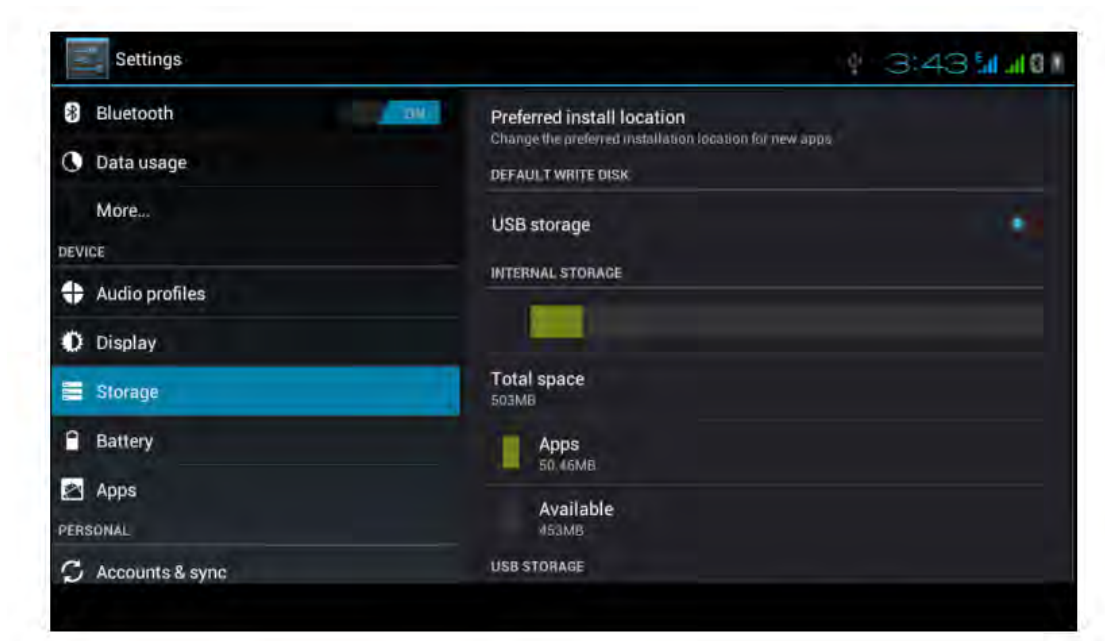 Settings
3:43
E
Bluetooth
ON
Data usage
More...
DEVICE
Audio profiles
Display
Storage
Battery
Apps
PERSONAL
Accounts & sync
Preferred install location
Change the preferred installation location for new apps
DEFAULT WRITE DISK
USB storage
INTERNAL STORAGE
Total space
503MB
Apps
50.46MB
Available
453MB
USB STORAGE